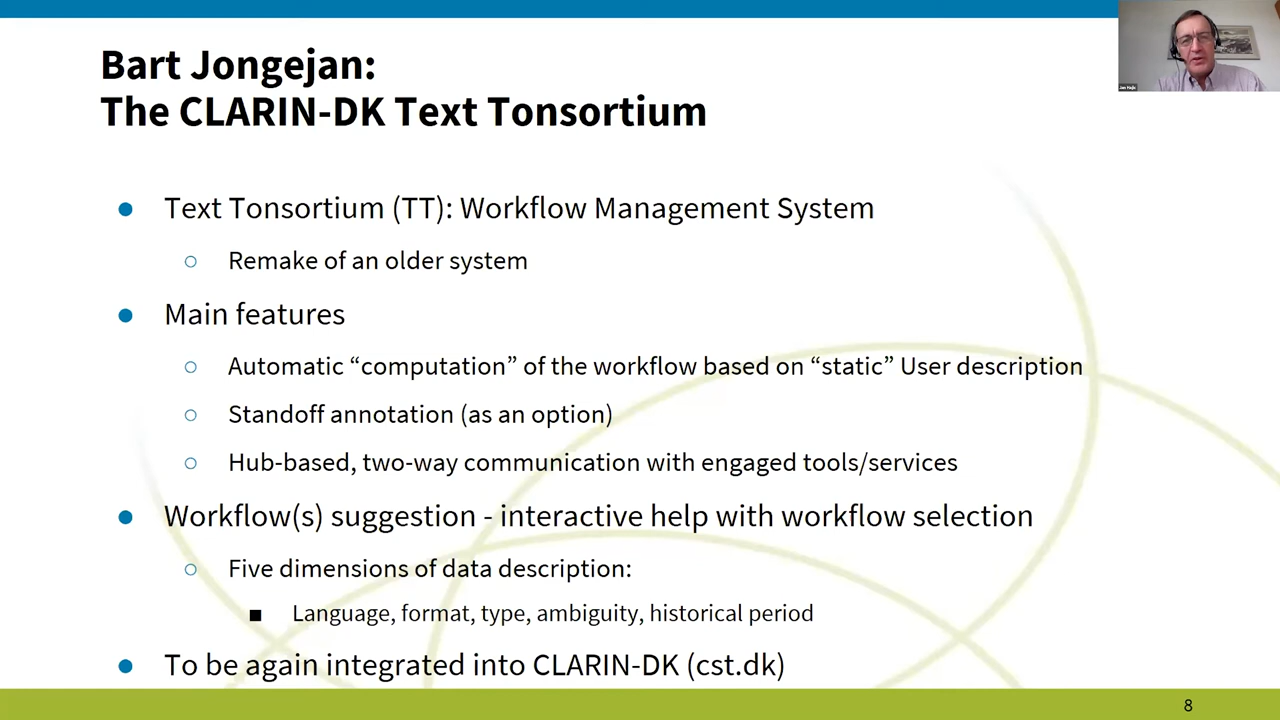 Bart Jongejan:
The CLARIN-DK Text Tonsortium
● Text Tonsortium (TT): Workflow Management System
○ Remake of an older system
● Main features
○ Automatic “computation” of the workflow based on “static” User description
○ Standoff annotation (as an option)
○ Hub-based, two-way communication with engaged tools/services
● Workflow(s) suggestion - interactive help with workflow selection
○ Five dimensions of data description:
■ Language, format, type, ambiguity, historical period
● To be again integrated into CLARIN-DK (cst.dk)
8
Jan Hajic